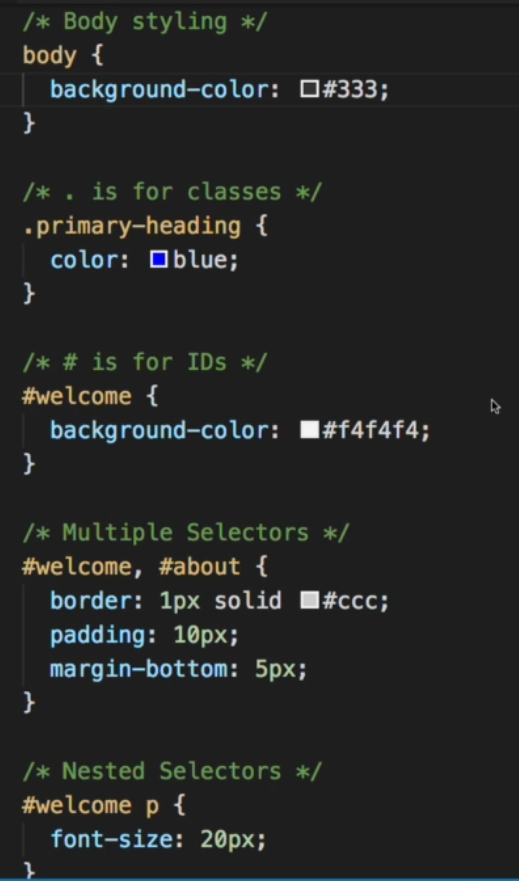 /* Body styling */
body {
  background-color: #333;
}

/* . is for classes */
.primary-heading {
  color: blue;
}

/* # is for IDs */
#welcome {
  background-color: #f4f4f4;
}

/* Multiple Selectors */
#welcome, #about {
  border: 1px solid #ccc;
  padding: 10px;
  margin-bottom: 5px;
}

/* Nested Selectors */
#welcome p {
  font-size: 20px;
}